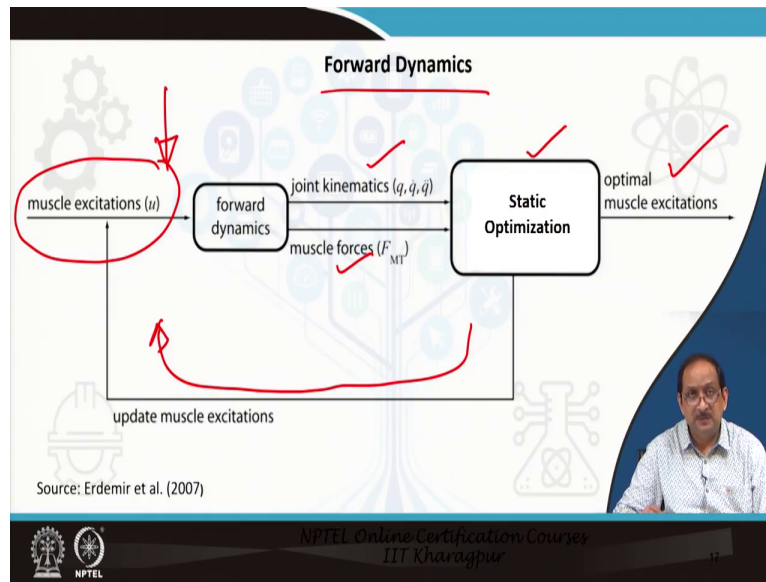 Forward Dynamics
muscle excitations (u)
forward
dynamics
joint kinematics (q, q̇, q̈)
muscle forces (F_MT)
Static
Optimization
optimal
muscle excitations
update muscle excitations
Source: Erdemir et al. (2007)
NPTEL
NPTEL Online Certification Courses
IIT Kharagpur
17